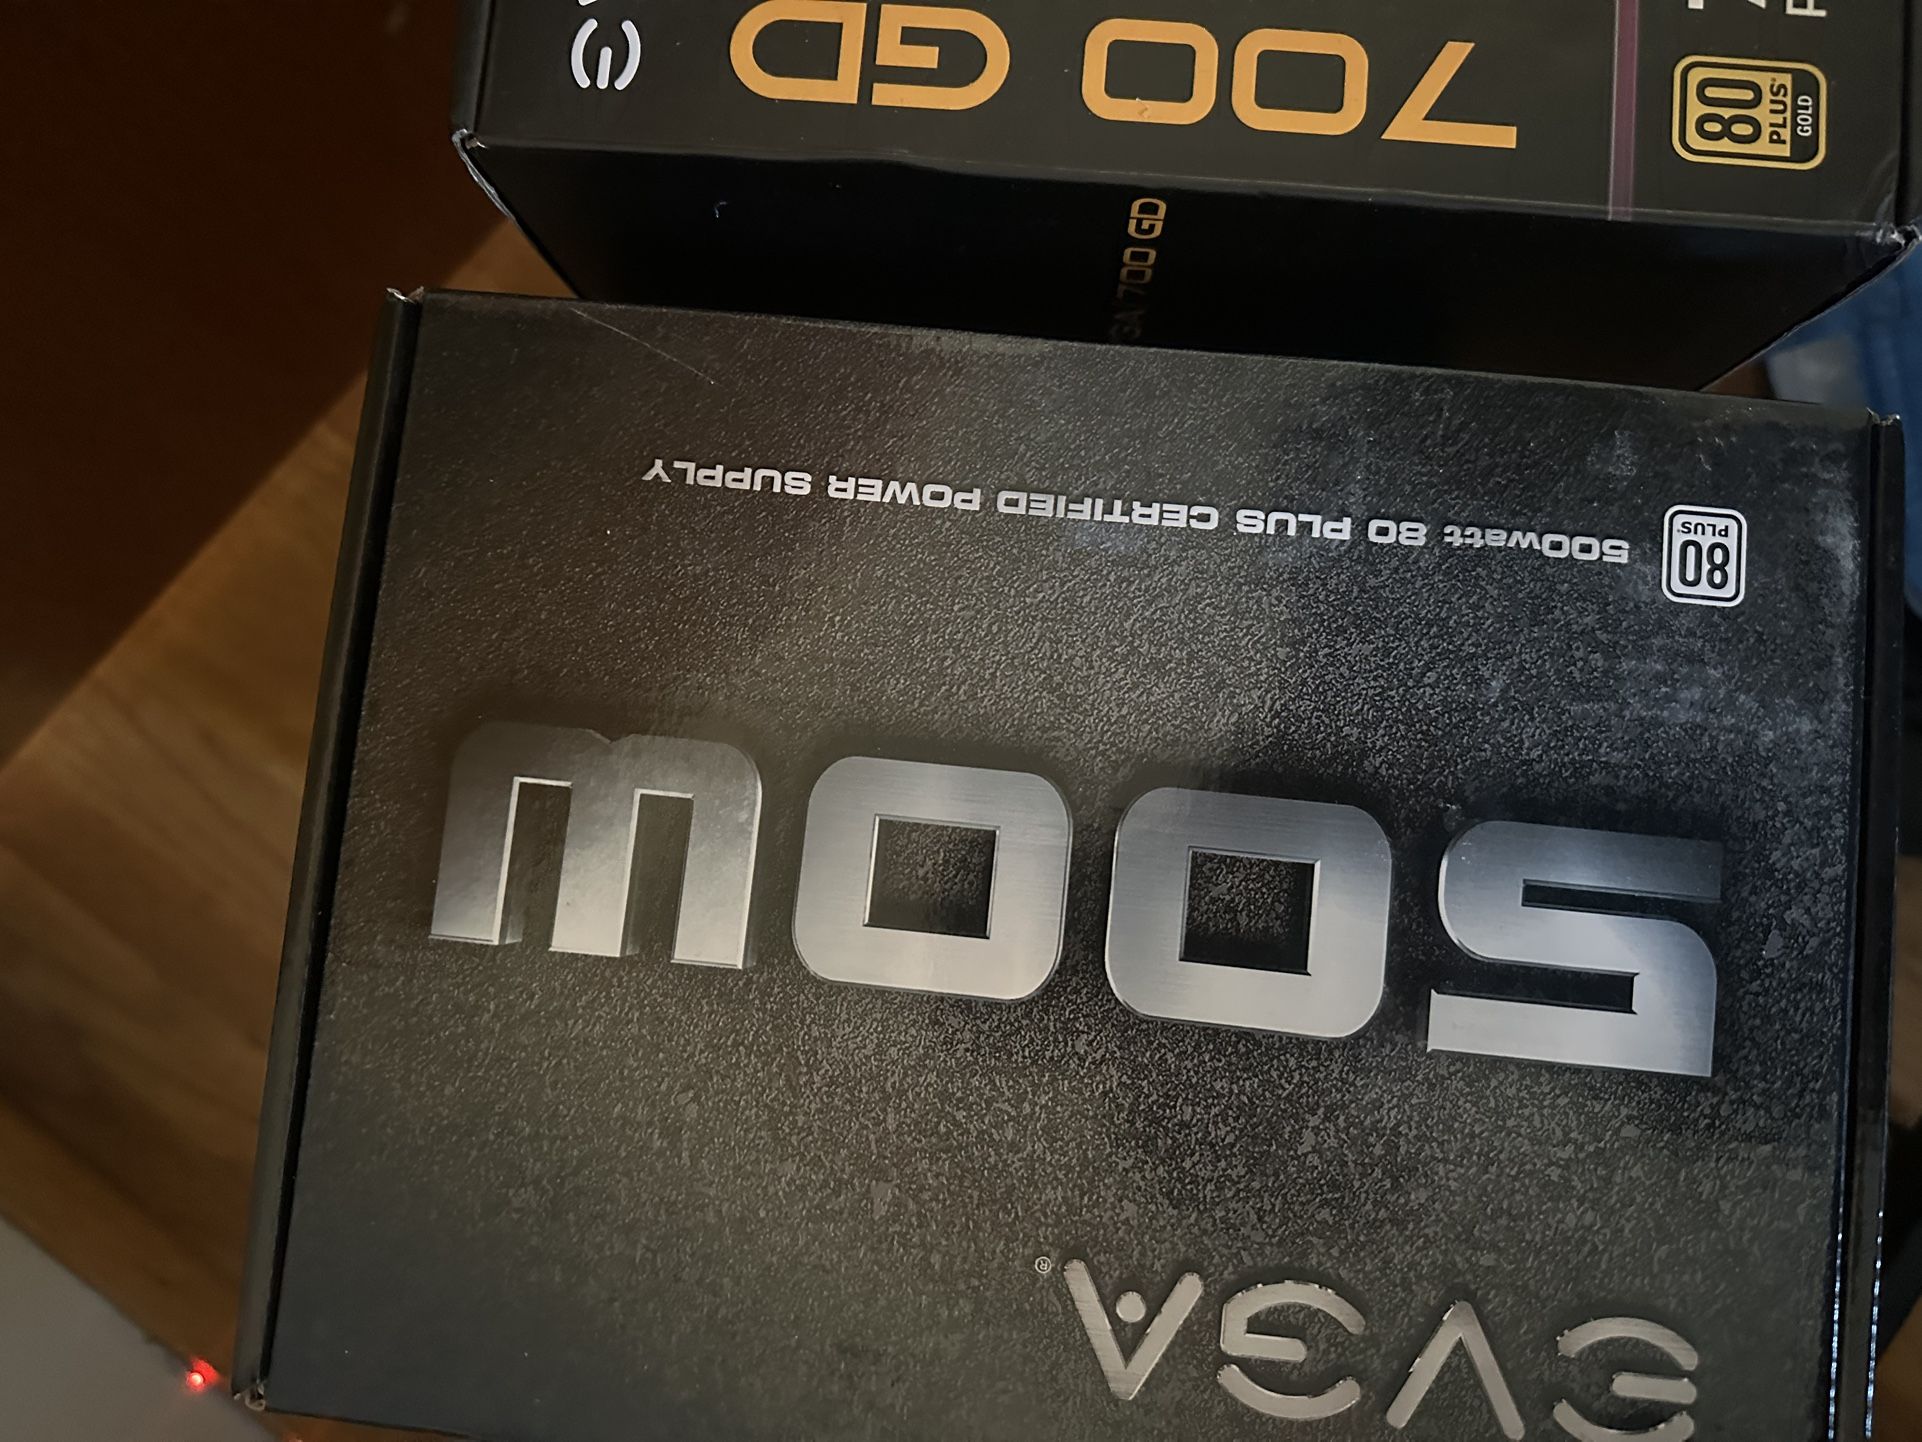 700 GD
80
PLUS
GOLD
GA 700 GD
EVGA®
500W
80
PLUS
500watt 80 PLUS CERTIFIED POWER SUPPLY